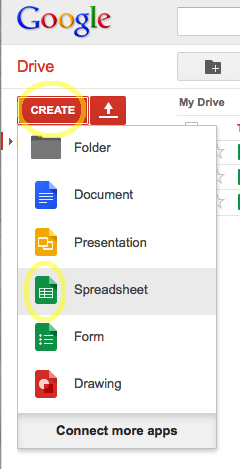 Google
Drive
CREATE
My Drive
Folder
Document
Presentation
Spreadsheet
Form
Drawing
Connect more apps